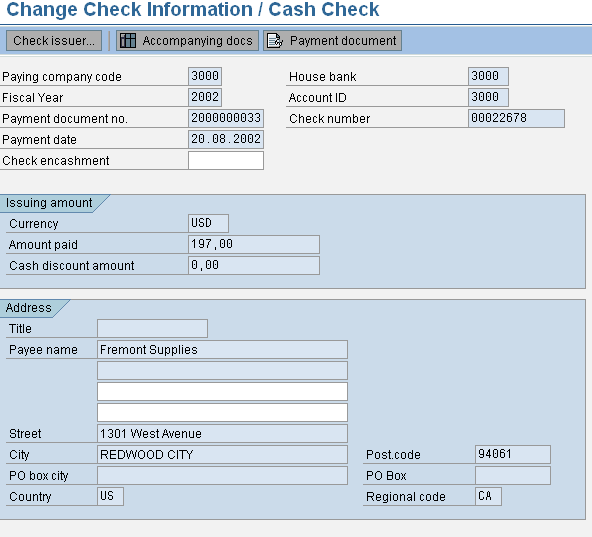 Change Check Information / Cash Check
Check issuer... Accompanying docs Payment document
Paying company code 3000 House bank 3000
Fiscal Year 2002 Account ID 3000
Payment document no. 2000000033 Check number 00022678
Payment date 20.08.2002
Check encashment
Issuing amount
Currency USD
Amount paid 197,00
Cash discount amount 0,00
Address
Title
Payee name Fremont Supplies
Street 1301 West Avenue
City REDWOOD CITY Post.code 94061
PO box city PO Box
Country US Regional code CA